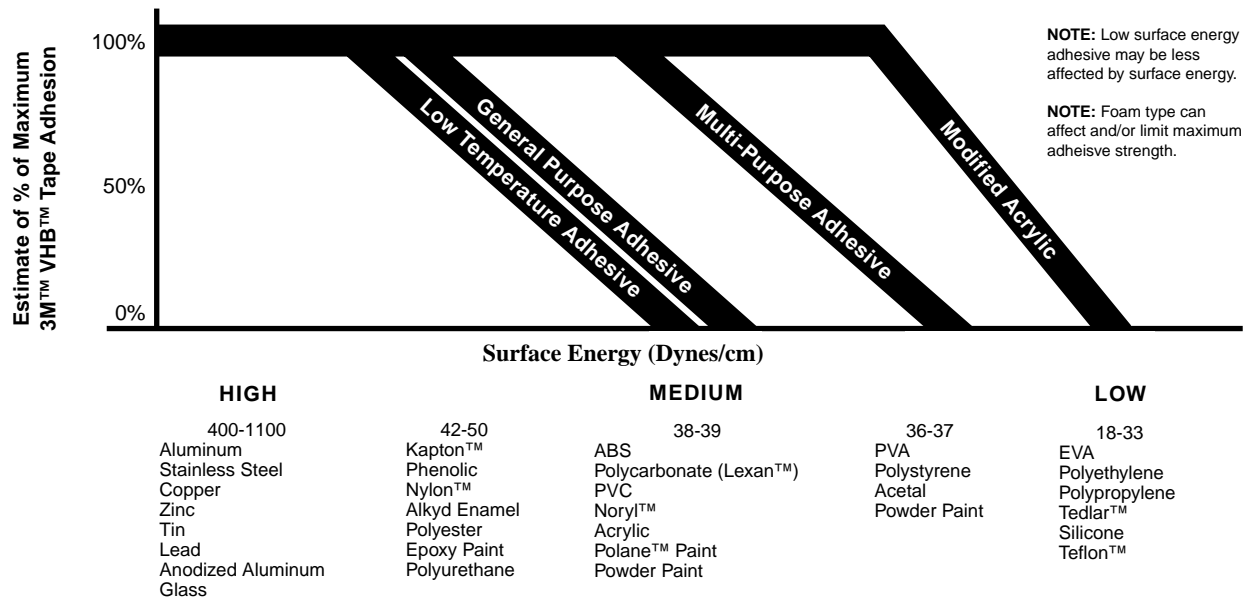 Estimate of % of Maximum
3M™ VHB™ Tape Adhesion
100%
50%
0%
Low Temperature Adhesive
General Purpose Adhesive
Multi-Purpose Adhesive
Modified Acrylic
NOTE: Low surface energy
adhesive may be less
affected by surface energy.
NOTE: Foam type can
affect and/or limit maximum
adheisve strength.
Surface Energy (Dynes/cm)
HIGH
MEDIUM
LOW
400-1100
Aluminum
Stainless Steel
Copper
Zinc
Tin
Lead
Anodized Aluminum
Glass
42-50
Kapton™
Phenolic
Nylon™
Alkyd Enamel
Polyester
Epoxy Paint
Polyurethane
38-39
ABS
Polycarbonate (Lexan™)
PVC
Noryl™
Acrylic
Polane™ Paint
Powder Paint
36-37
PVA
Polystyrene
Acetal
Powder Paint
18-33
EVA
Polyethylene
Polypropylene
Tedlar™
Silicone
Teflon™